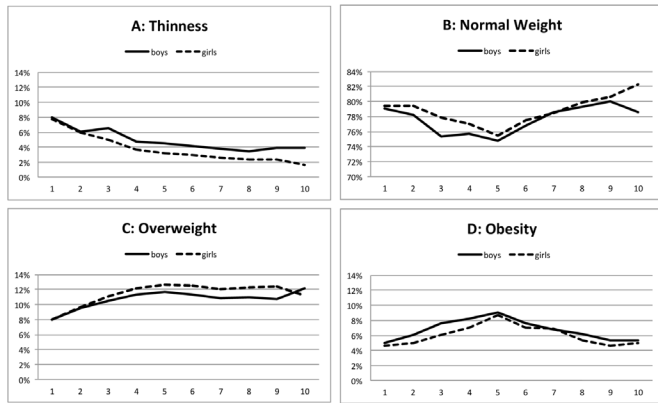 A: Thinness
boys girls
14%
12%
10%
8%
6%
4%
2%
0%
1 2 3 4 5 6 7 8 9 10
B: Normal Weight
boys girls
84%
82%
80%
78%
76%
74%
72%
70%
1 2 3 4 5 6 7 8 9 10
C: Overweight
boys girls
14%
12%
10%
8%
6%
4%
2%
0%
1 2 3 4 5 6 7 8 9 10
D: Obesity
boys girls
14%
12%
10%
8%
6%
4%
2%
0%
1 2 3 4 5 6 7 8 9 10